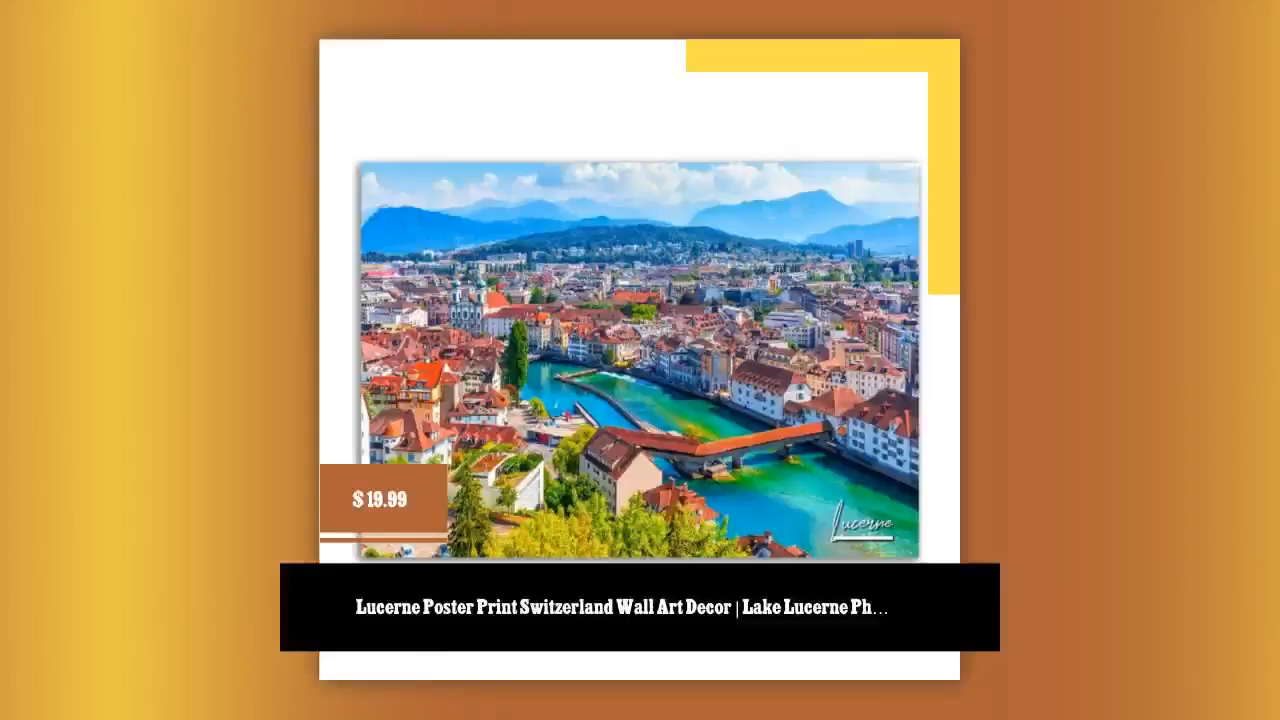 Lucerne
$ 19.99
Lucerne Poster Print Switzerland Wall Art Decor | Lake Lucerne Ph...